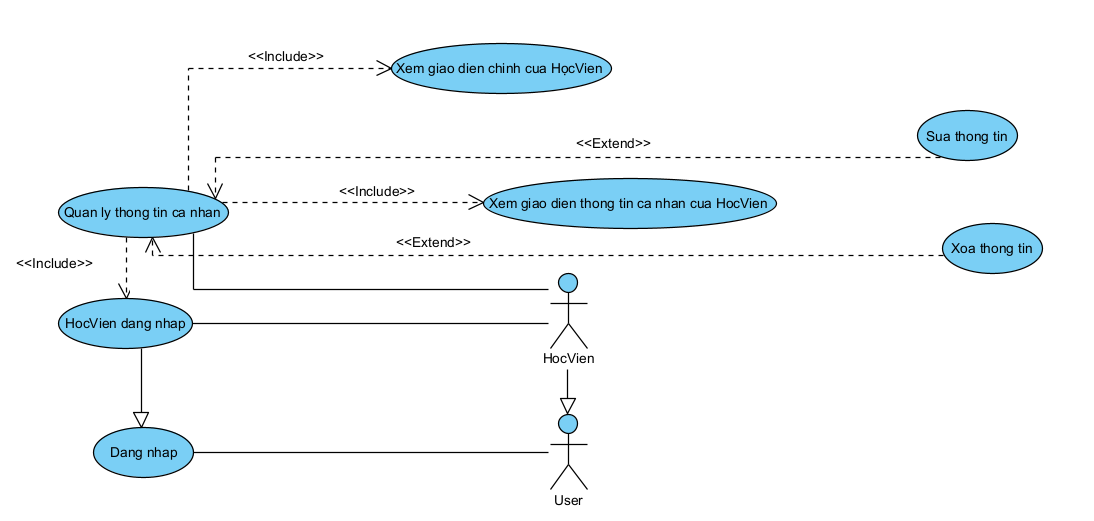 <<Include>>
Xem giao dien chinh cua HọcVien
Sua thong tin
<<Extend>>
<<Include>>
Xem giao dien thong tin ca nhan cua HocVien
Quan ly thong tin ca nhan
<<Extend>>
Xoa thong tin
<<Include>>
HocVien dang nhap
HocVien
Dang nhap
User